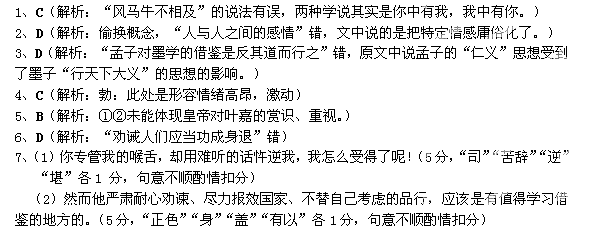 1、C（解析：“风马牛不相及”的说法有误，两种学说其实是你中有我，我中有你。）
2、D（解析：偷换概念，“人与人之间的感情”错，文中说的是把特定情感庸俗化了。）
3、D（解析：“孟子对墨学的借鉴是反其道而行之”错，原文中说孟子的“仁义”思想受到
了墨子“行天下大义”的思想的影响。）
4、C（解析：勃：此处是形容情绪高昂，激动）
5、B（解析：①②未能体现皇帝对叶嘉的赏识、重视。）
6、D（解析：“劝诫人们应当功成身退”错）
7、（1）你专管我的喉舌，却用难听的话忤逆我，我怎么受得了呢！（5分，“司”“苦辞”“逆”
“堪”各1 分，句意不顺酌情扣分）
（2）然而他严肃耐心劝谏、尽力报效国家、不替自己考虑的品行，应该是有值得学习借
鉴的地方的。（5分，“正色”“身”“盖”“有以”各1分，句意不顺酌情扣分）